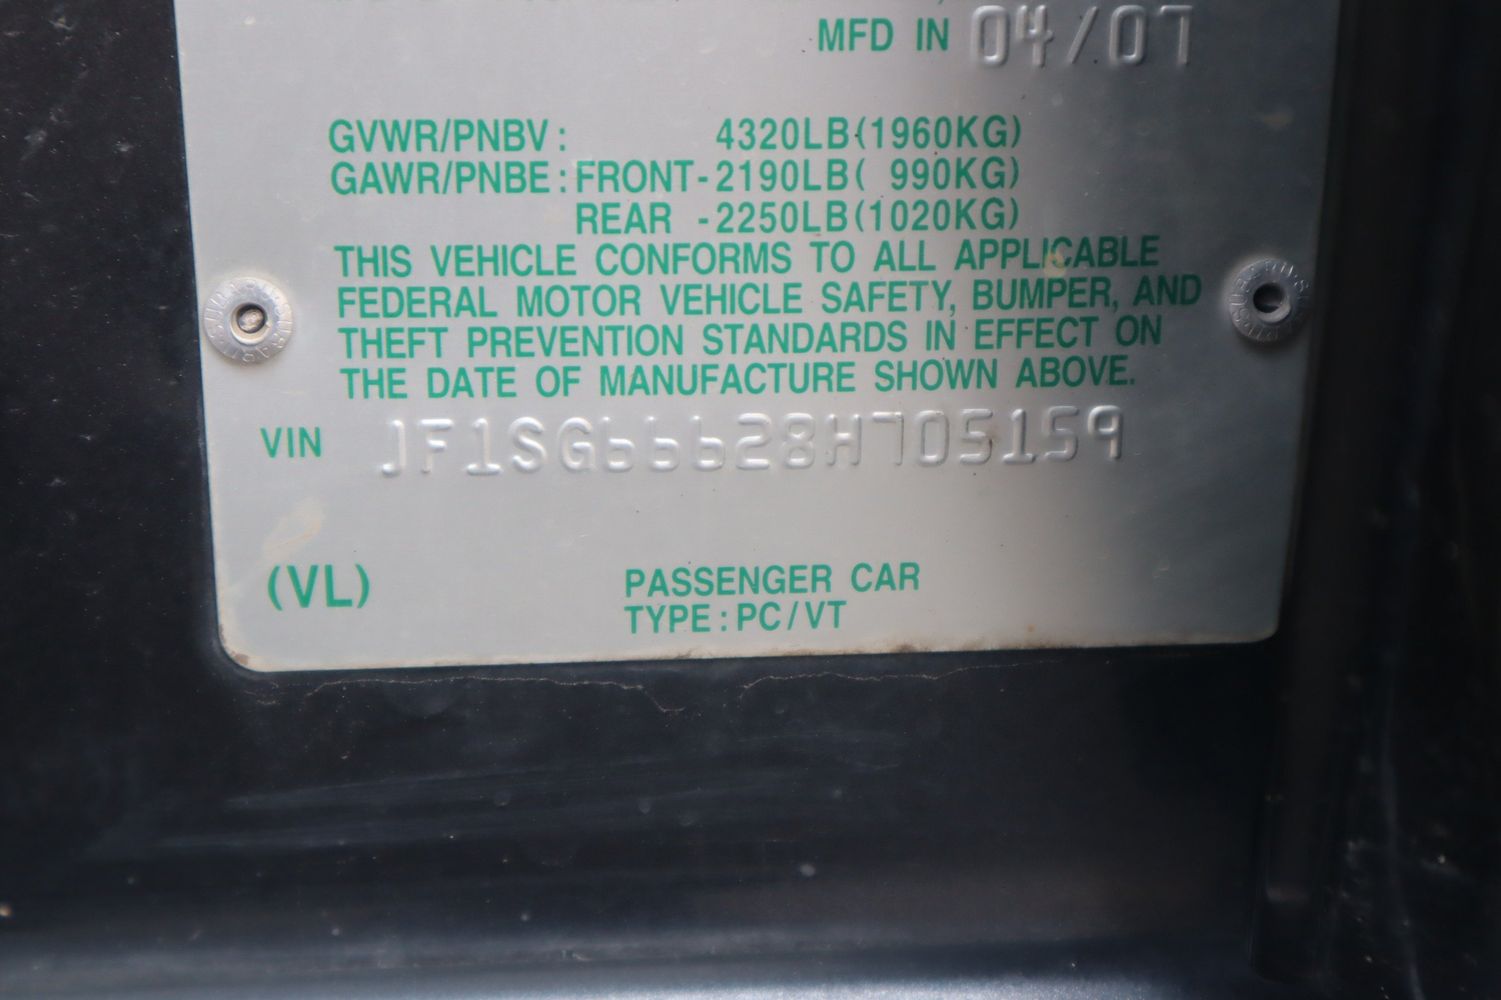 MFD IN 04/07
GVWR/PNBV: 4320LB(1960KG)
GAWR/PNBE:FRONT-2190LB( 990KG)
REAR -2250LB(1020KG)
THIS VEHICLE CONFORMS TO ALL APPLICABLE
FEDERAL MOTOR VEHICLE SAFETY, BUMPER, AND
THEFT PREVENTION STANDARDS IN EFFECT ON
THE DATE OF MANUFACTURE SHOWN ABOVE.
VIN JF1SG66628H705159
(VL) PASSENGER CAR
TYPE:PC/VT